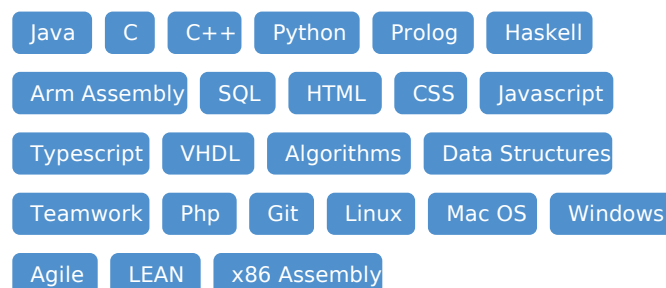 Java C C++ Python Prolog Haskell
Arm Assembly SQL HTML CSS Javascript
Typescript VHDL Algorithms Data Structures
Teamwork Php Git Linux Mac OS Windows
Agile LEAN x86 Assembly